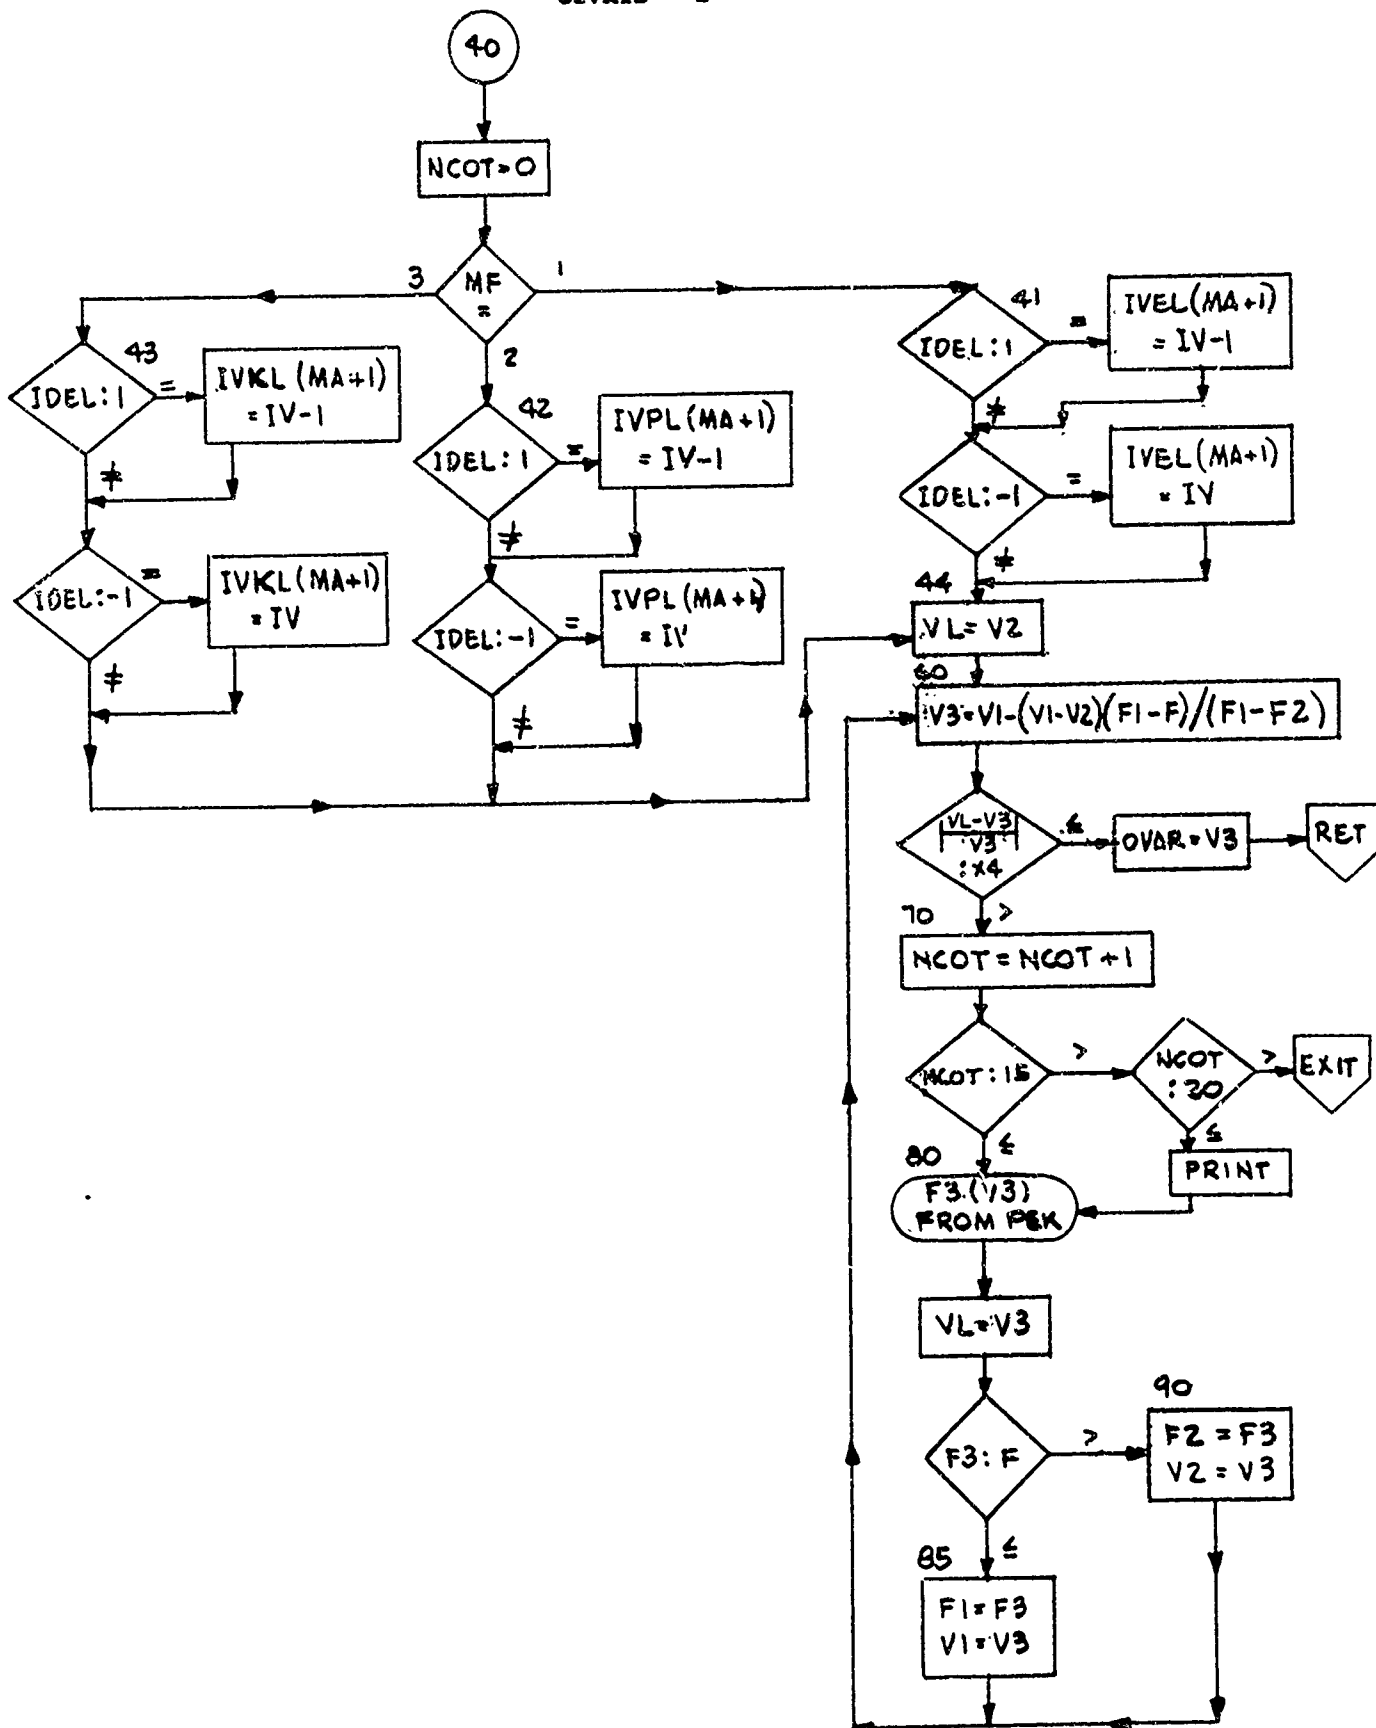 40
NCOT=0
MF
=
3
1
2
41
IDEL:1
=
≠
IVEL(MA+1)
= IV-1
43
IDEL:1
=
≠
IVKL(MA+1)
= IV-1
42
IDEL:1
=
≠
IVPL(MA+1)
= IV-1
IDEL:-1
=
≠
IVEL(MA+1)
= IV
IDEL:-1
=
≠
IVKL(MA+1)
= IV
IDEL:-1
=
≠
IVPL(MA+1)
= IV
44
VL=V2
60
V3=V1-(V1-V2)(F1-F)/(F1-F2)
|VL-V3
V3|
:X4
≤
OVAR=V3
RET
>
70
NCOT=NCOT+1
NCOT:15
>
NCOT
:20
>
EXIT
≤
≤
PRINT
80
F3(V3)
FROM PEK
VL=V3
F3:F
>
90
F2=F3
V2=V3
≤
85
F1=F3
V1=V3